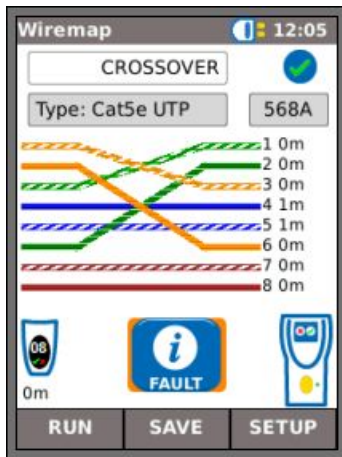 Wiremap 12:05
CROSSOVER
Type: Cat5e UTP 568A
1 0m
2 0m
3 0m
4 1m
5 1m
6 0m
7 0m
8 0m
08
i
FAULT
0m
RUN SAVE SETUP